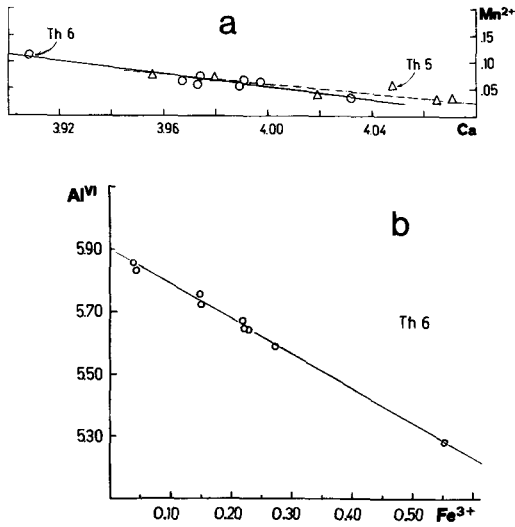 a
Mn2+
Th 6
.15
.10
Th 5
.05
3.92
3.96
4.00
4.04
Ca
AlVI
b
5.90
Th 6
5.70
5.50
5.30
0.10
0.20
0.30
0.40
0.50
Fe3+